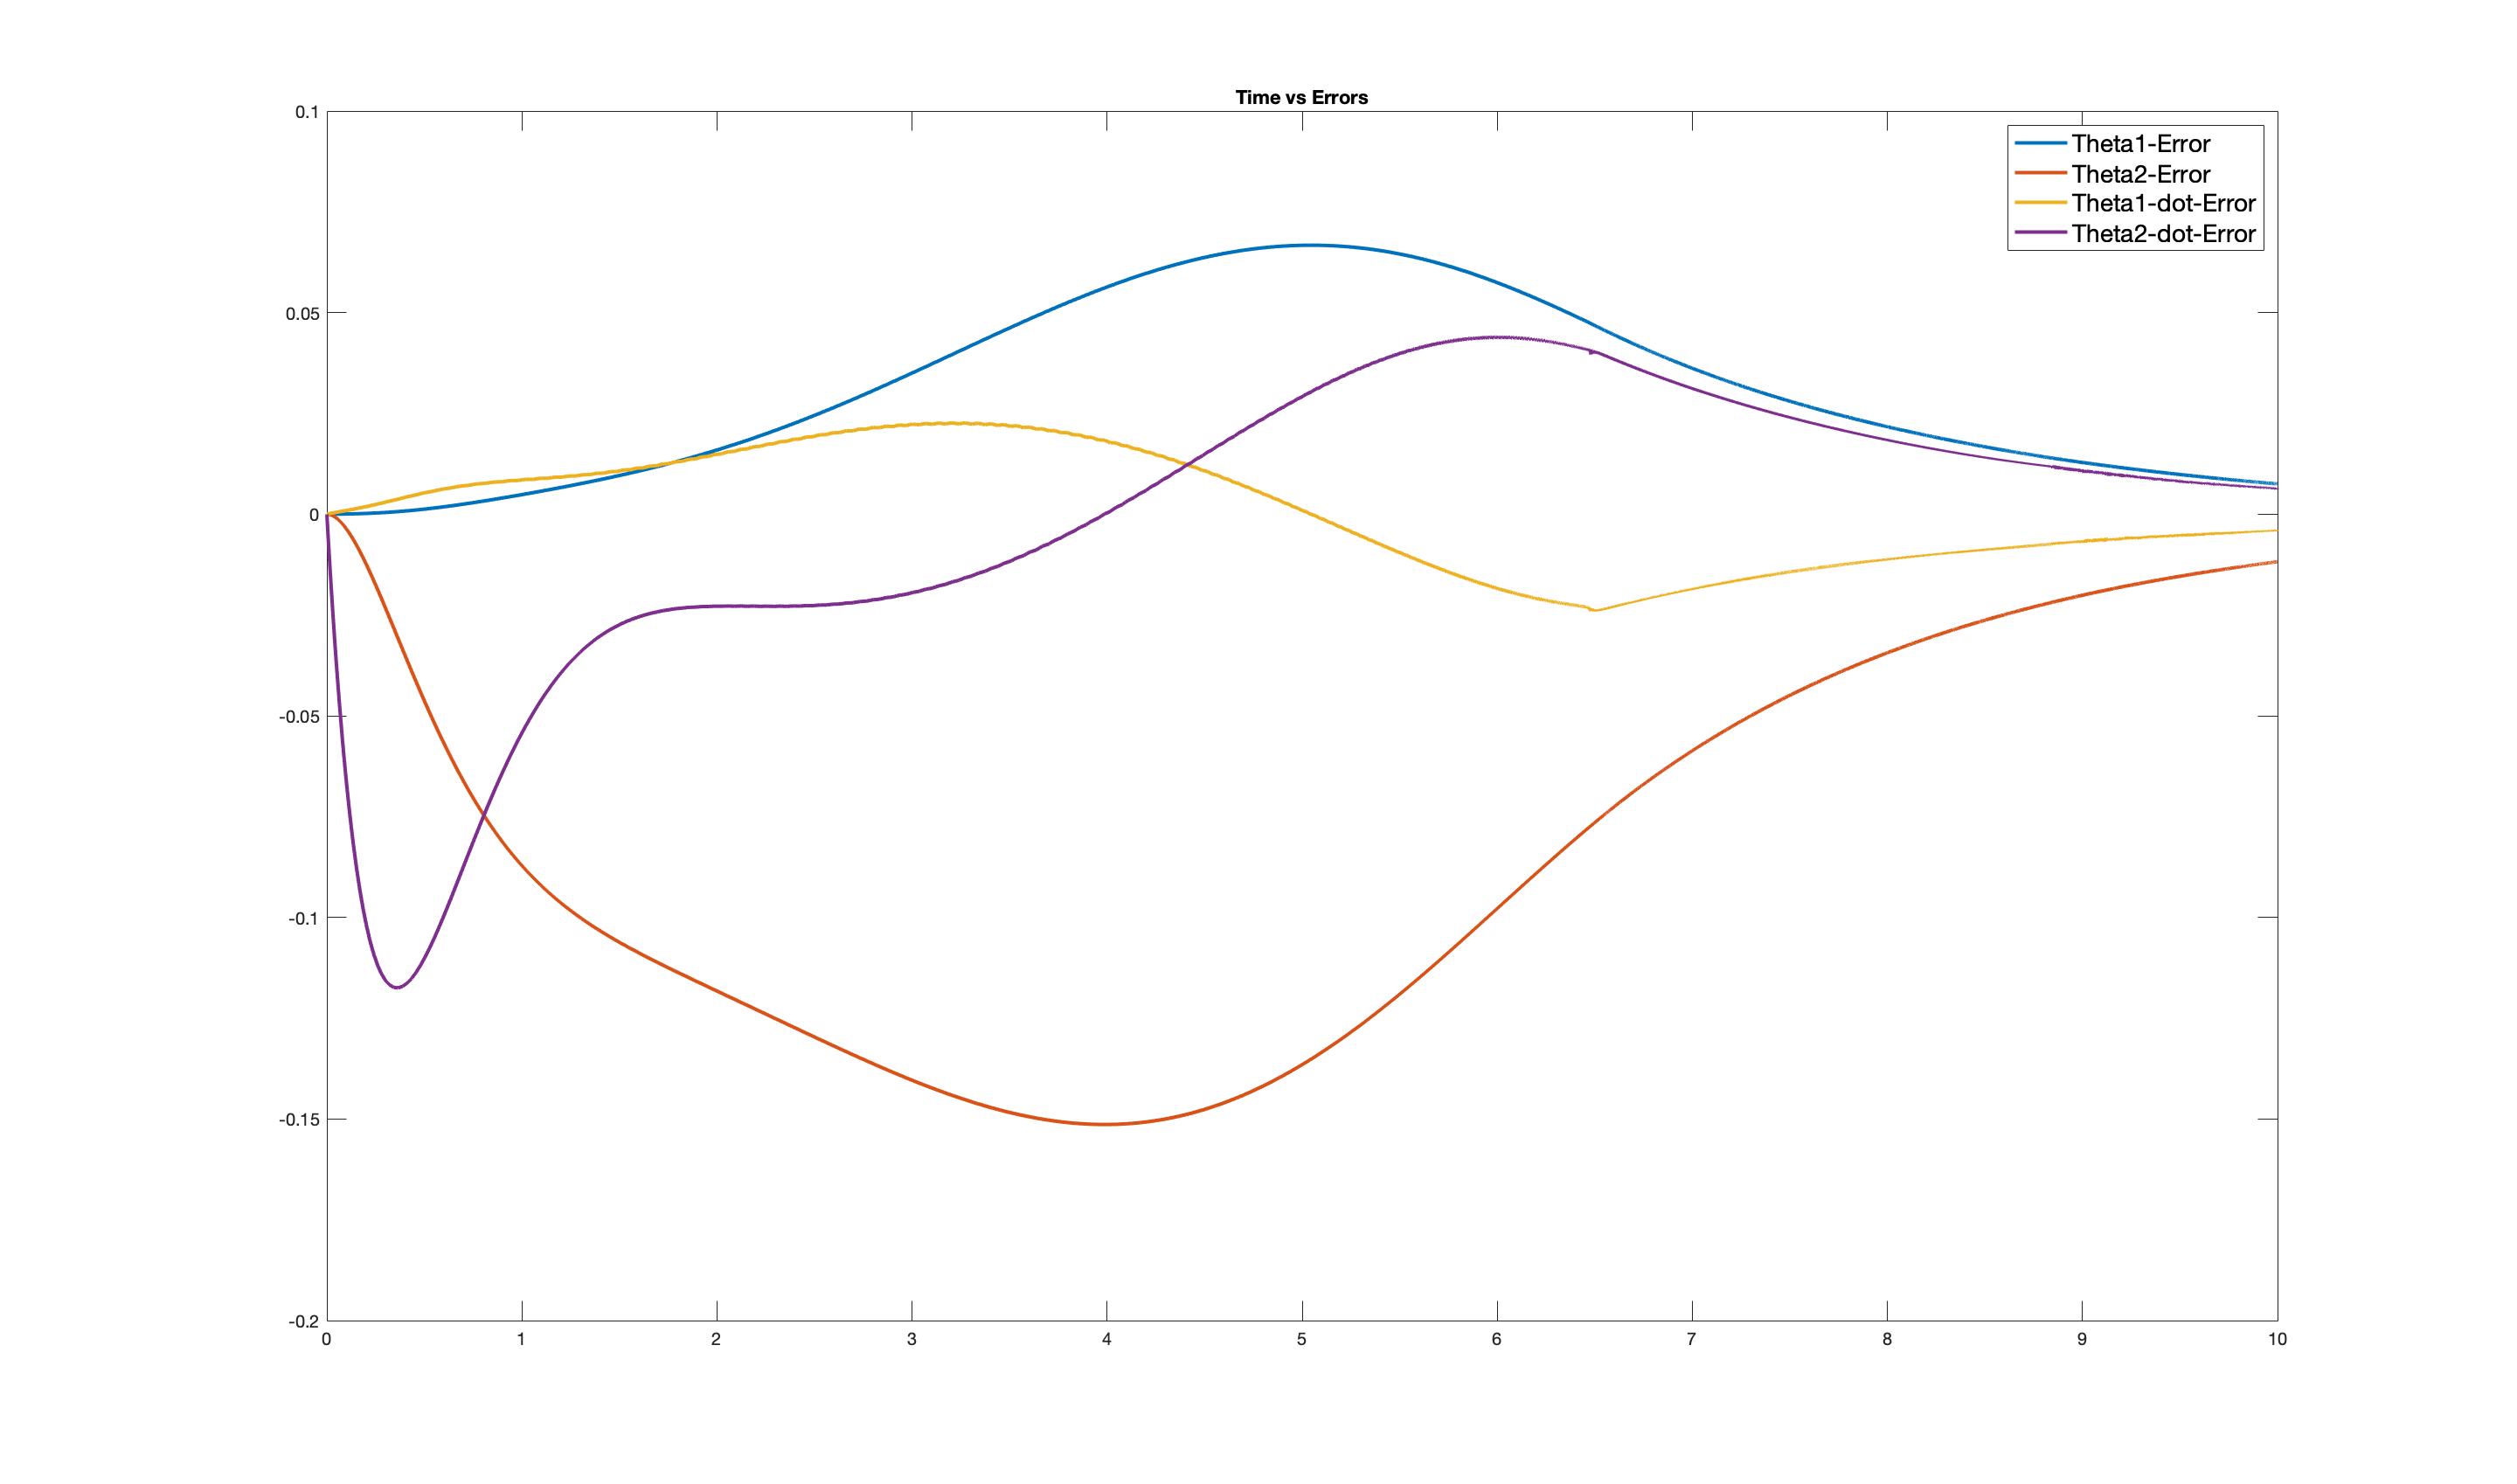 Time vs Errors
0.1
0.05
0
-0.05
-0.1
-0.15
-0.2
0 1 2 3 4 5 6 7 8 9 10
Theta1-Error
Theta2-Error
Theta1-dot-Error
Theta2-dot-Error